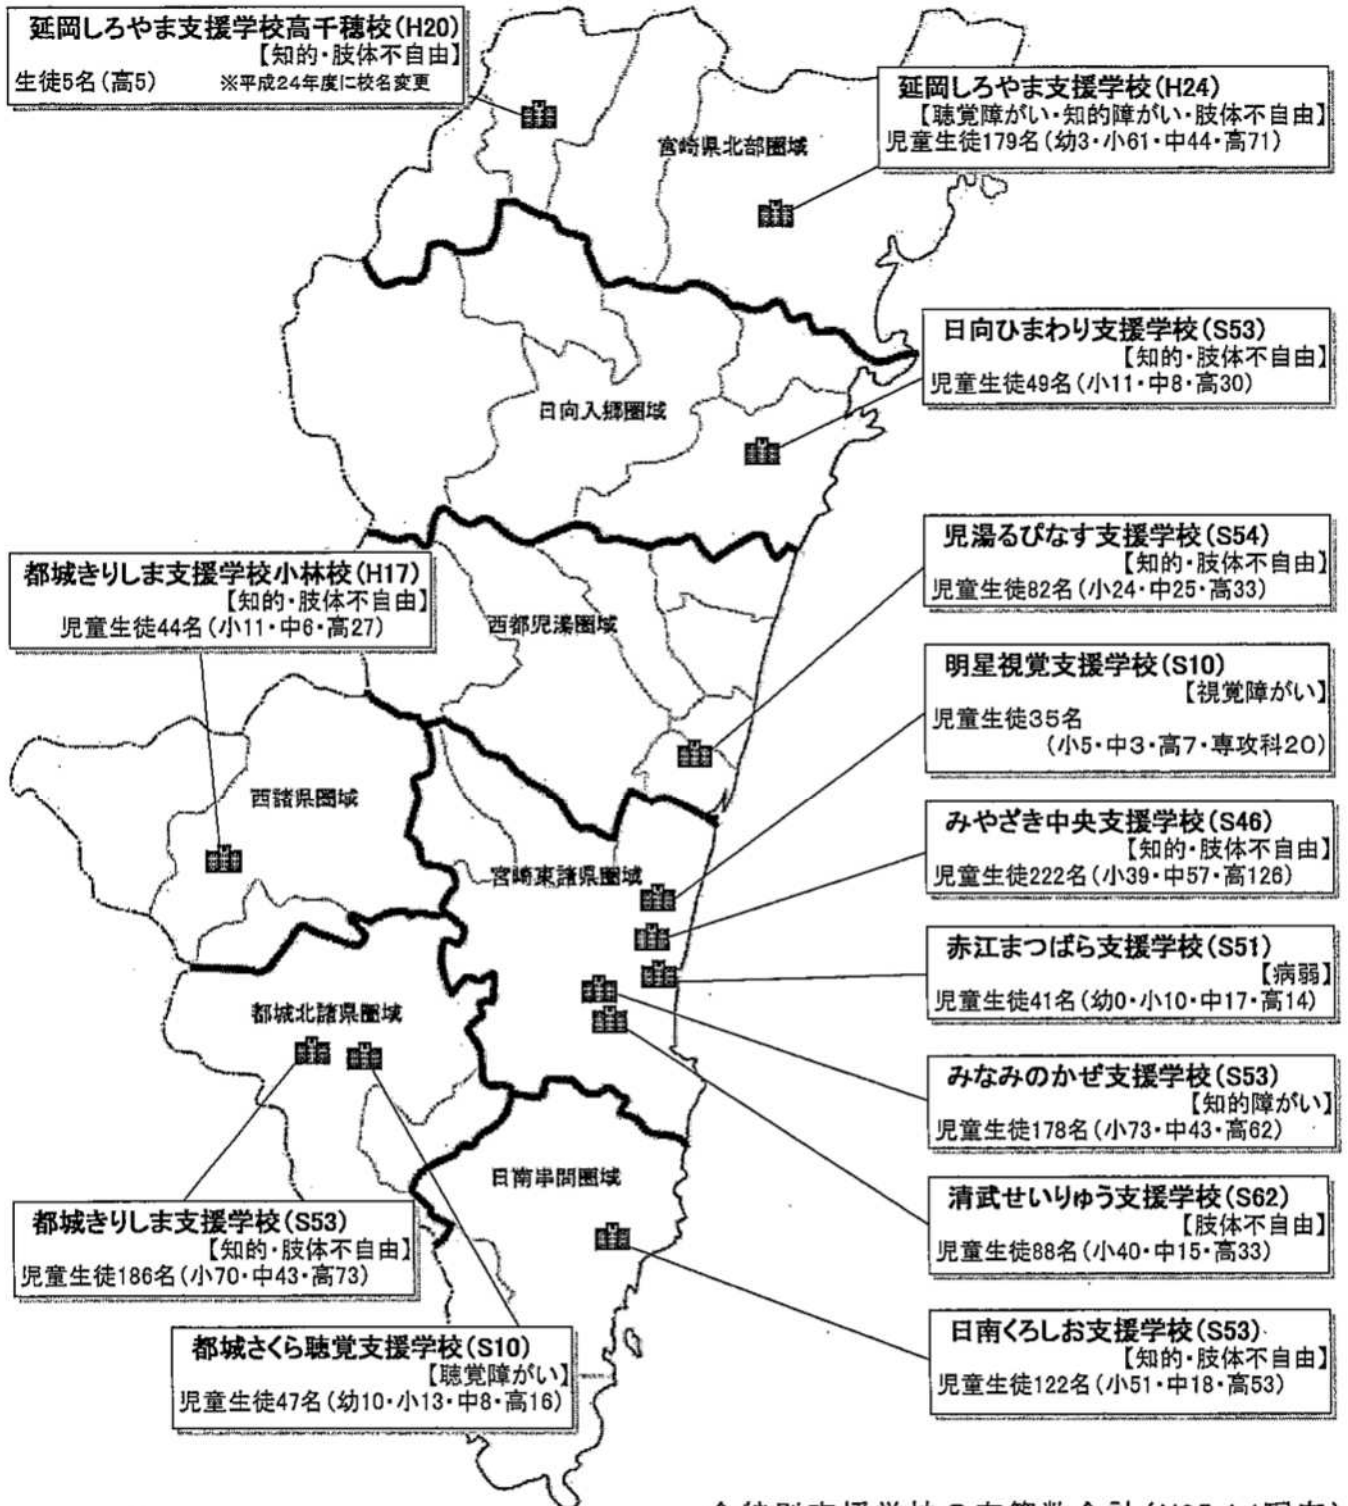 延岡しろやま支援学校高千穂校(H20)
【知的・肢体不自由】
生徒5名(高5) ※平成24年度に校名変更
延岡しろやま支援学校(H24)
【聴覚障がい・知的障がい・肢体不自由】
児童生徒179名(幼3・小61・中44・高71)
宮崎県北部圏域
日向ひまわり支援学校(S53)
【知的・肢体不自由】
児童生徒49名(小11・中8・高30)
日向入郷圏域
児湯るぴなす支援学校(S54)
【知的・肢体不自由】
児童生徒82名(小24・中25・高33)
都城きりしま支援学校小林校(H17)
【知的・肢体不自由】
児童生徒44名(小11・中6・高27)
西都児湯圏域
明星視覚支援学校(S10)
【視覚障がい】
児童生徒35名
(小5・中3・高7・専攻科20)
西諸県圏域
みやざき中央支援学校(S46)
【知的・肢体不自由】
児童生徒222名(小39・中57・高126)
宮崎東諸県圏域
赤江まつばら支援学校(S51)
【病弱】
児童生徒41名(幼0・小10・中17・高14)
都城北諸県圏域
みなみのかぜ支援学校(S53)
【知的障がい】
児童生徒178名(小73・中43・高62)
日南串間圏域
清武せいりゅう支援学校(S62)
【肢体不自由】
児童生徒88名(小40・中15・高33)
都城きりしま支援学校(S53)
【知的・肢体不自由】
児童生徒186名(小70・中43・高73)
日南くろしお支援学校(S53)
【知的・肢体不自由】
児童生徒122名(小51・中18・高53)
都城さくら聴覚支援学校(S10)
【聴覚障がい】
児童生徒47名(幼10・小13・中8・高16)